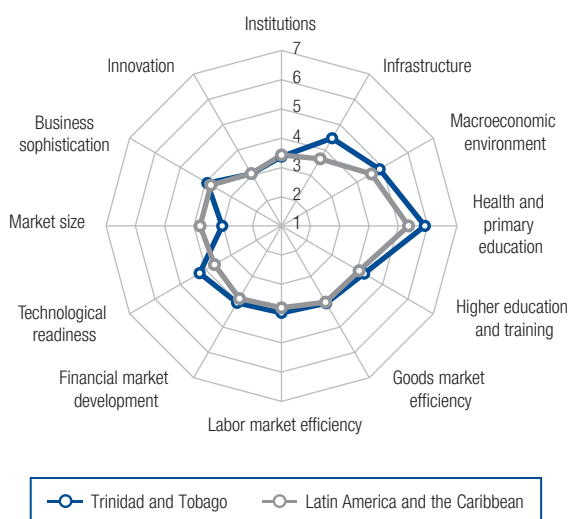 Institutions
Infrastructure
Macroeconomic
environment
Health and
primary
education
Higher education
and training
Goods market
efficiency
Labor market efficiency
Financial market
development
Technological
readiness
Market size
Business
sophistication
Innovation
7
6
5
4
3
2
1
Trinidad and Tobago
Latin America and the Caribbean